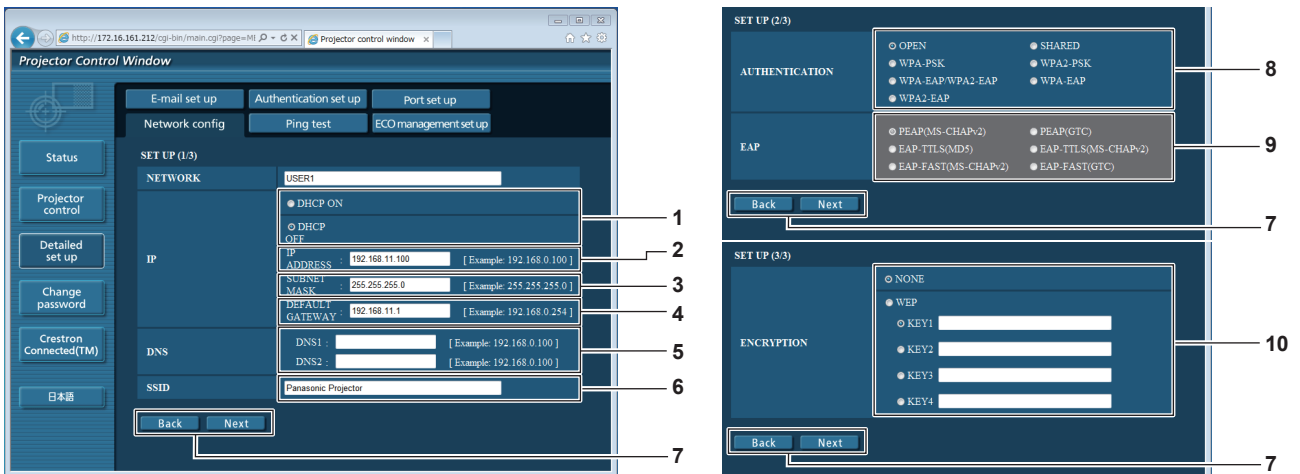 http://172.16.161.212/cgi-bin/main.cgi?page=MI
Projector control window
Projector Control Window
E-mail set up
Authentication set up
Port set up
Network config
Ping test
ECO management set up
Status
Projector
control
Detailed
set up
Change
password
Crestron
Connected(TM)
日本語
SET UP (1/3)
NETWORK
USER1
IP
DHCP ON
DHCP
OFF
1
IP
ADDRESS : 192.168.11.100 [ Example: 192.168.0.100 ]
2
SUBNET
MASK : 255.255.255.0 [ Example: 255.255.255.0 ]
3
DEFAULT
GATEWAY : 192.168.11.1 [ Example: 192.168.0.254 ]
4
DNS
DNS1 : [ Example: 192.168.0.100 ]
DNS2 : [ Example: 192.168.0.100 ]
5
SSID
Panasonic Projector
6
Back Next
7
SET UP (2/3)
AUTHENTICATION
OPEN SHARED
WPA-PSK WPA2-PSK
WPA-EAP/WPA2-EAP WPA-EAP
WPA2-EAP
8
EAP
PEAP(MS-CHAPv2) PEAP(GTC)
EAP-TTLS(MD5) EAP-TTLS(MS-CHAPv2)
EAP-FAST(MS-CHAPv2) EAP-FAST(GTC)
9
Back Next
7
SET UP (3/3)
ENCRYPTION
NONE
WEP
KEY1
KEY2
KEY3
KEY4
10
Back Next
7